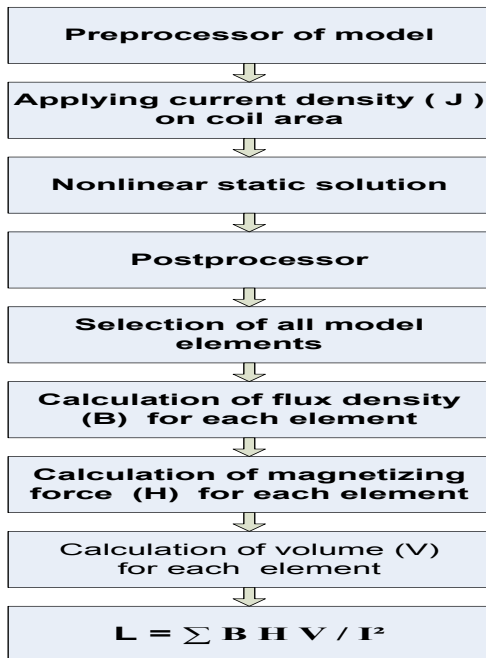 Preprocessor of model
Applying current density ( J )
on coil area
Nonlinear static solution
Postprocessor
Selection of all model
elements
Calculation of flux density
(B) for each element
Calculation of magnetizing
force (H) for each element
Calculation of volume (V)
for each element
L = ∑ B H V / I²